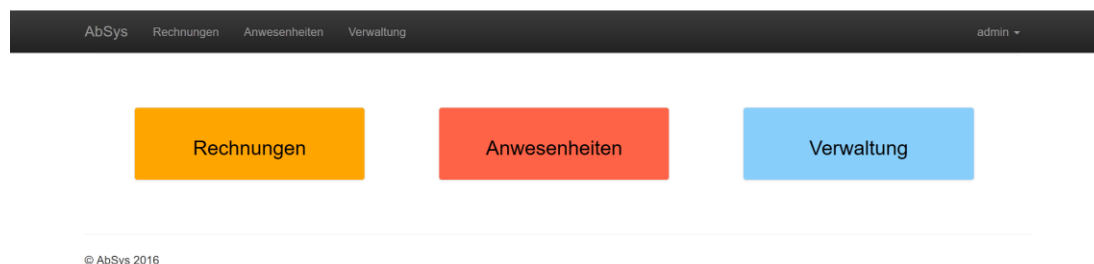 AbSys Rechnungen Anwesenheiten Verwaltung admin
Rechnungen Anwesenheiten Verwaltung
© AbSys 2016